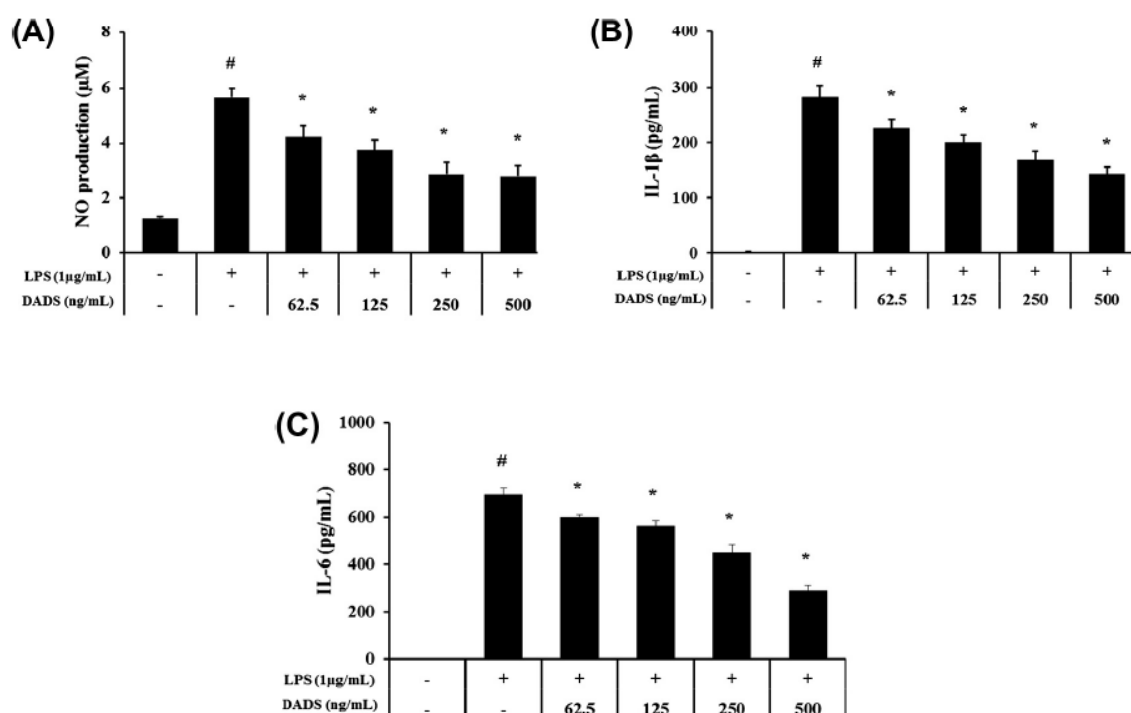 (A)
NO production (µM)
8
6
4
2
0
# * * * *
LPS (1µg/mL) - + + + + +
DADS (ng/mL) - - 62.5 125 250 500
(B)
IL-1β (pg/mL)
400
300
200
100
0
# * * * *
LPS (1µg/mL) - + + + + +
DADS (ng/mL) - - 62.5 125 250 500
(C)
IL-6 (pg/mL)
1000
800
600
400
200
0
# * * * *
LPS (1µg/mL) - + + + + +
DADS (ng/mL) - - 62.5 125 250 500